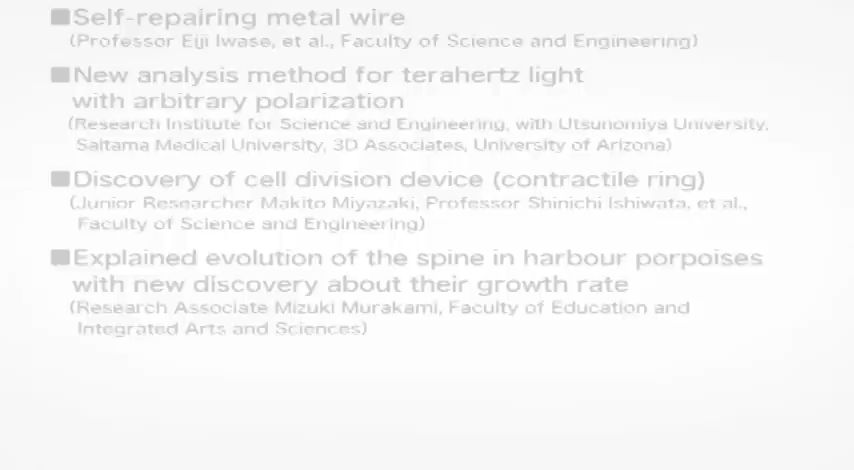 ■Self-repairing metal wire
(Professor Eiji Iwase, et al., Faculty of Science and Engineering)
■New analysis method for terahertz light
with arbitrary polarization
(Research Institute for Science and Engineering, with Utsunomiya University,
Saitama Medical University, 3D Associates, University of Arizona)
■Discovery of cell division device (contractile ring)
(Junior Researcher Makito Miyazaki, Professor Shinichi Ishiwata, et al.,
Faculty of Science and Engineering)
■Explained evolution of the spine in harbour porpoises
with new discovery about their growth rate
(Research Associate Mizuki Murakami, Faculty of Education and
Integrated Arts and Sciences)